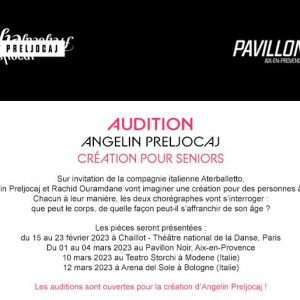 PRELJOCAJ
PAVILLON
AIX-EN-PROVENCE
AUDITION
ANGELIN PRELJOCAJ
CRÉATION POUR SENIORS
Sur invitation de la compagnie italienne Aterballetto,
in Preljocaj et Rachid Ouramdane vont imaginer une création pour des personnes à
Chacun à leur manière, les deux chorégraphes vont s'interroger :
que peut le corps, de quelle façon peut-il s'affranchir de son âge ?
Les pièces seront présentées :
du 15 au 23 février 2023 à Chaillot - Théâtre national de la Danse, Paris
Du 01 au 04 mars 2023 au Pavillon Noir, Aix-en-Provence
10 mars 2023 au Teatro Storchi à Modene (Italie)
12 mars 2023 à Arena del Sole à Bologne (Italie)
Les auditions sont ouvertes pour la création d'Angelin Preljocaj !